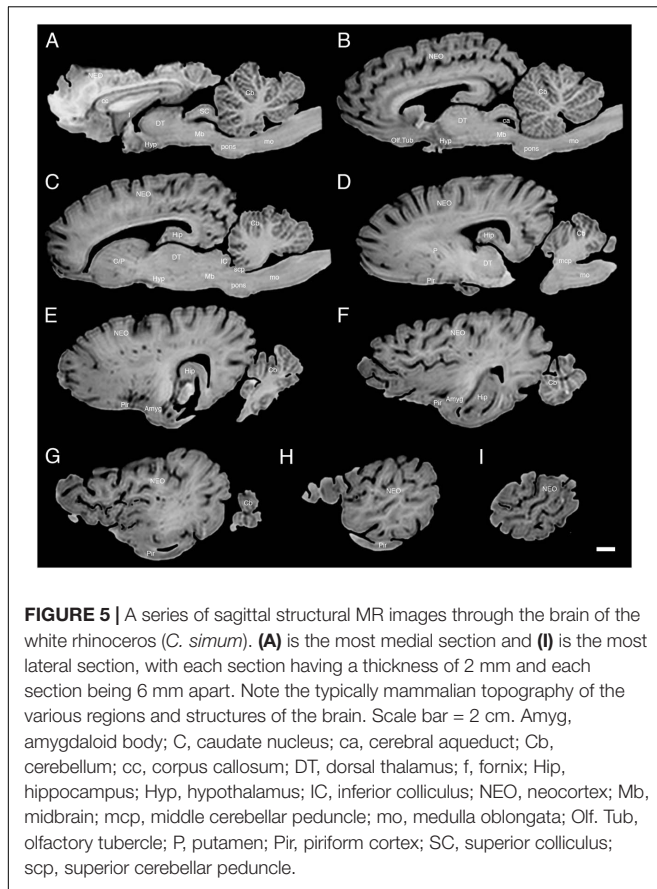 A
B
NEO
NEO
cc
f
DT
SC
Cb
Hyp
Mb
pons
mo
Cb
DT
ca
Olf.Tub
Hyp
Mb
pons
mo
C
D
NEO
Hip
Cb
C/P
DT
IC
scp
Hyp
Mb
pons
mo
NEO
Hip
Cb
P
DT
mcp
Pir
mo
E
F
NEO
Hip
Cb
Pir
Amyg
NEO
Pir
Amyg
Hip
Cb
G
H
I
NEO
Cb
Pir
NEO
Pir
NEO
FIGURE 5 | A series of sagittal structural MR images through the brain of the
white rhinoceros (C. simum). (A) is the most medial section and (I) is the most
lateral section, with each section having a thickness of 2 mm and each
section being 6 mm apart. Note the typically mammalian topography of the
various regions and structures of the brain. Scale bar = 2 cm. Amyg,
amygdaloid body; C, caudate nucleus; ca, cerebral aqueduct; Cb,
cerebellum; cc, corpus callosum; DT, dorsal thalamus; f, fornix; Hip,
hippocampus; Hyp, hypothalamus; IC, inferior colliculus; NEO, neocortex; Mb,
midbrain; mcp, middle cerebellar peduncle; mo, medulla oblongata; Olf. Tub,
olfactory tubercle; P, putamen; Pir, piriform cortex; SC, superior colliculus;
scp, superior cerebellar peduncle.